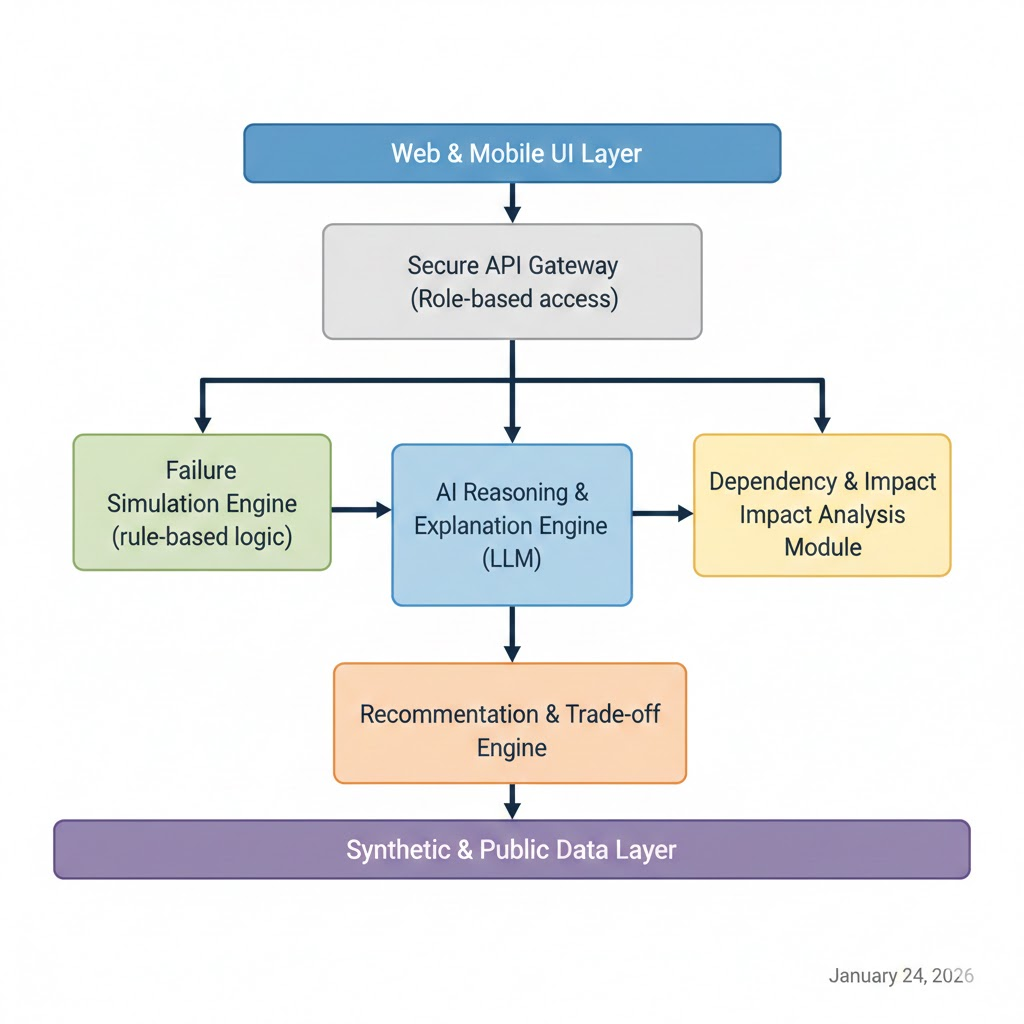 Web & Mobile UI Layer
Secure API Gateway
(Role-based access)
Failure
Simulation Engine
(rule-based logic)
AI Reasoning &
Explanation Engine
(LLM)
Dependency & Impact
Impact Analysis
Module
Recommentation & Trade-off
Engine
Synthetic & Public Data Layer
January 24, 2026